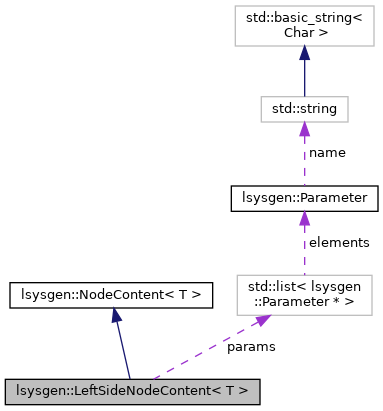 std::basic_string<
Char >
std::string
name
lsysgen::Parameter
elements
std::list< lsysgen
::Parameter * >
lsysgen::NodeContent< T >
params
lsysgen::LeftSideNodeContent< T >